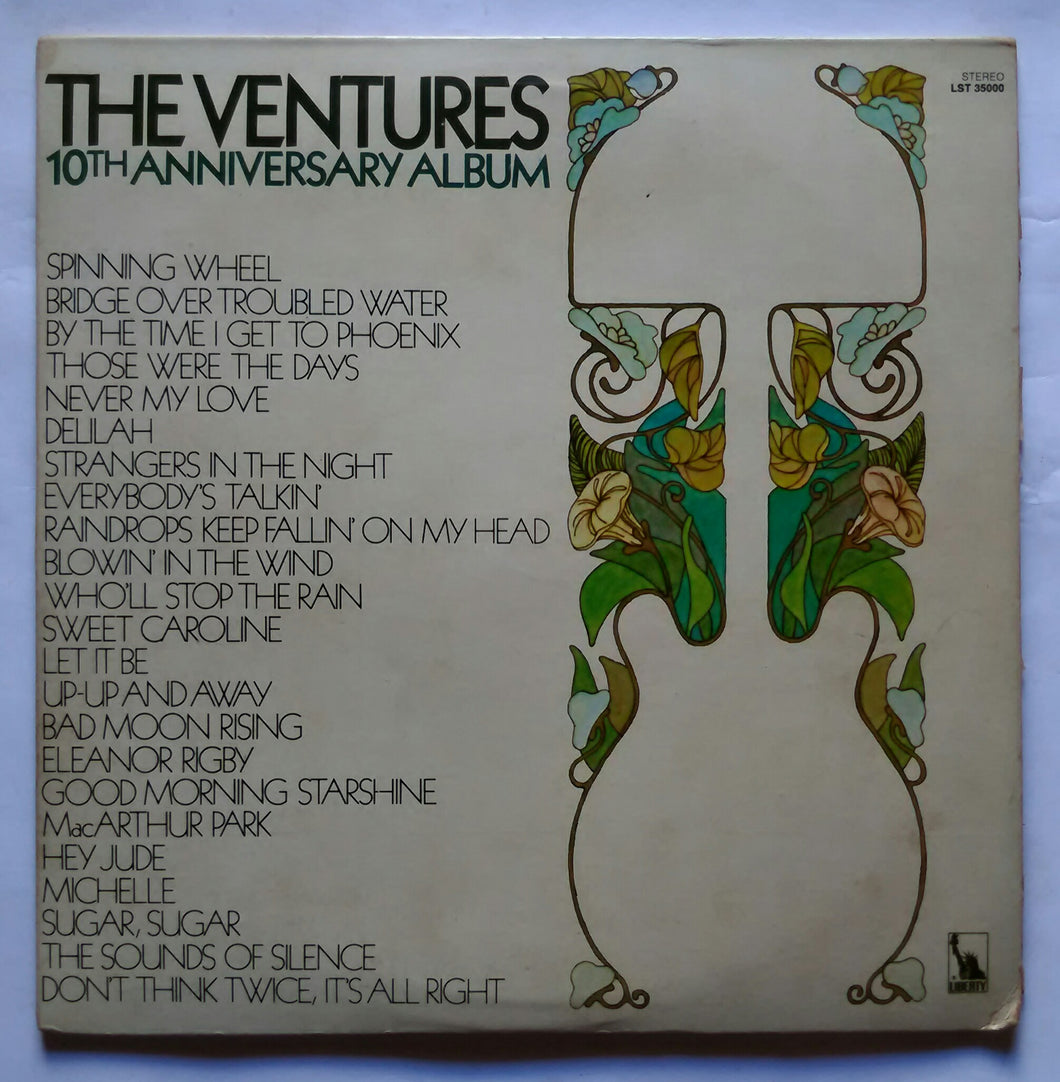 THE VENTURES
10TH ANNIVERSARY ALBUM
STEREO
LST 35000
SPINNING WHEEL
BRIDGE OVER TROUBLED WATER
BY THE TIME I GET TO PHOENIX
THOSE WERE THE DAYS
NEVER MY LOVE
DELILAH
STRANGERS IN THE NIGHT
EVERYBODY'S TALKIN'
RAINDROPS KEEP FALLIN' ON MY HEAD
BLOWIN' IN THE WIND
WHO'LL STOP THE RAIN
SWEET CAROLINE
LET IT BE
UP-UP AND AWAY
BAD MOON RISING
ELEANOR RIGBY
GOOD MORNING STARSHINE
MacARTHUR PARK
HEY JUDE
MICHELLE
SUGAR, SUGAR
THE SOUNDS OF SILENCE
DON'T THINK TWICE, IT'S ALL RIGHT
LIBERTY